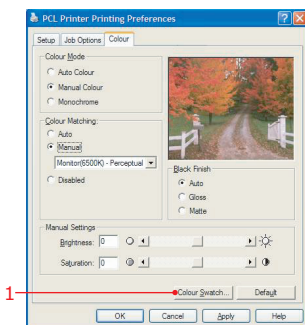 PCL Printer Printing Preferences
Setup Job Options Colour
Colour Mode
Auto Colour
Manual Colour
Monochrome
Colour Matching:
Auto
Manual
Monitor(6500K) - Perceptual
Disabled
Black Finish
Auto
Gloss
Matte
Manual Settings
Brightness: 0
Saturation: 0
1
Colour Swatch... Default
OK Cancel Apply Help